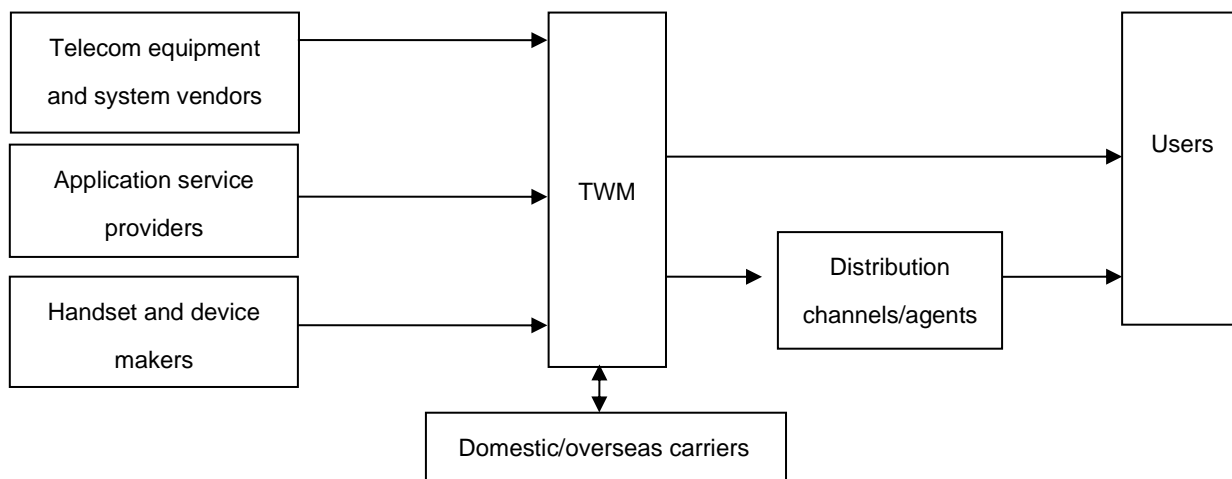 Telecom equipment
and system vendors
Application service
providers
Handset and device
makers
TWM
Distribution
channels/agents
Users
Domestic/overseas carriers